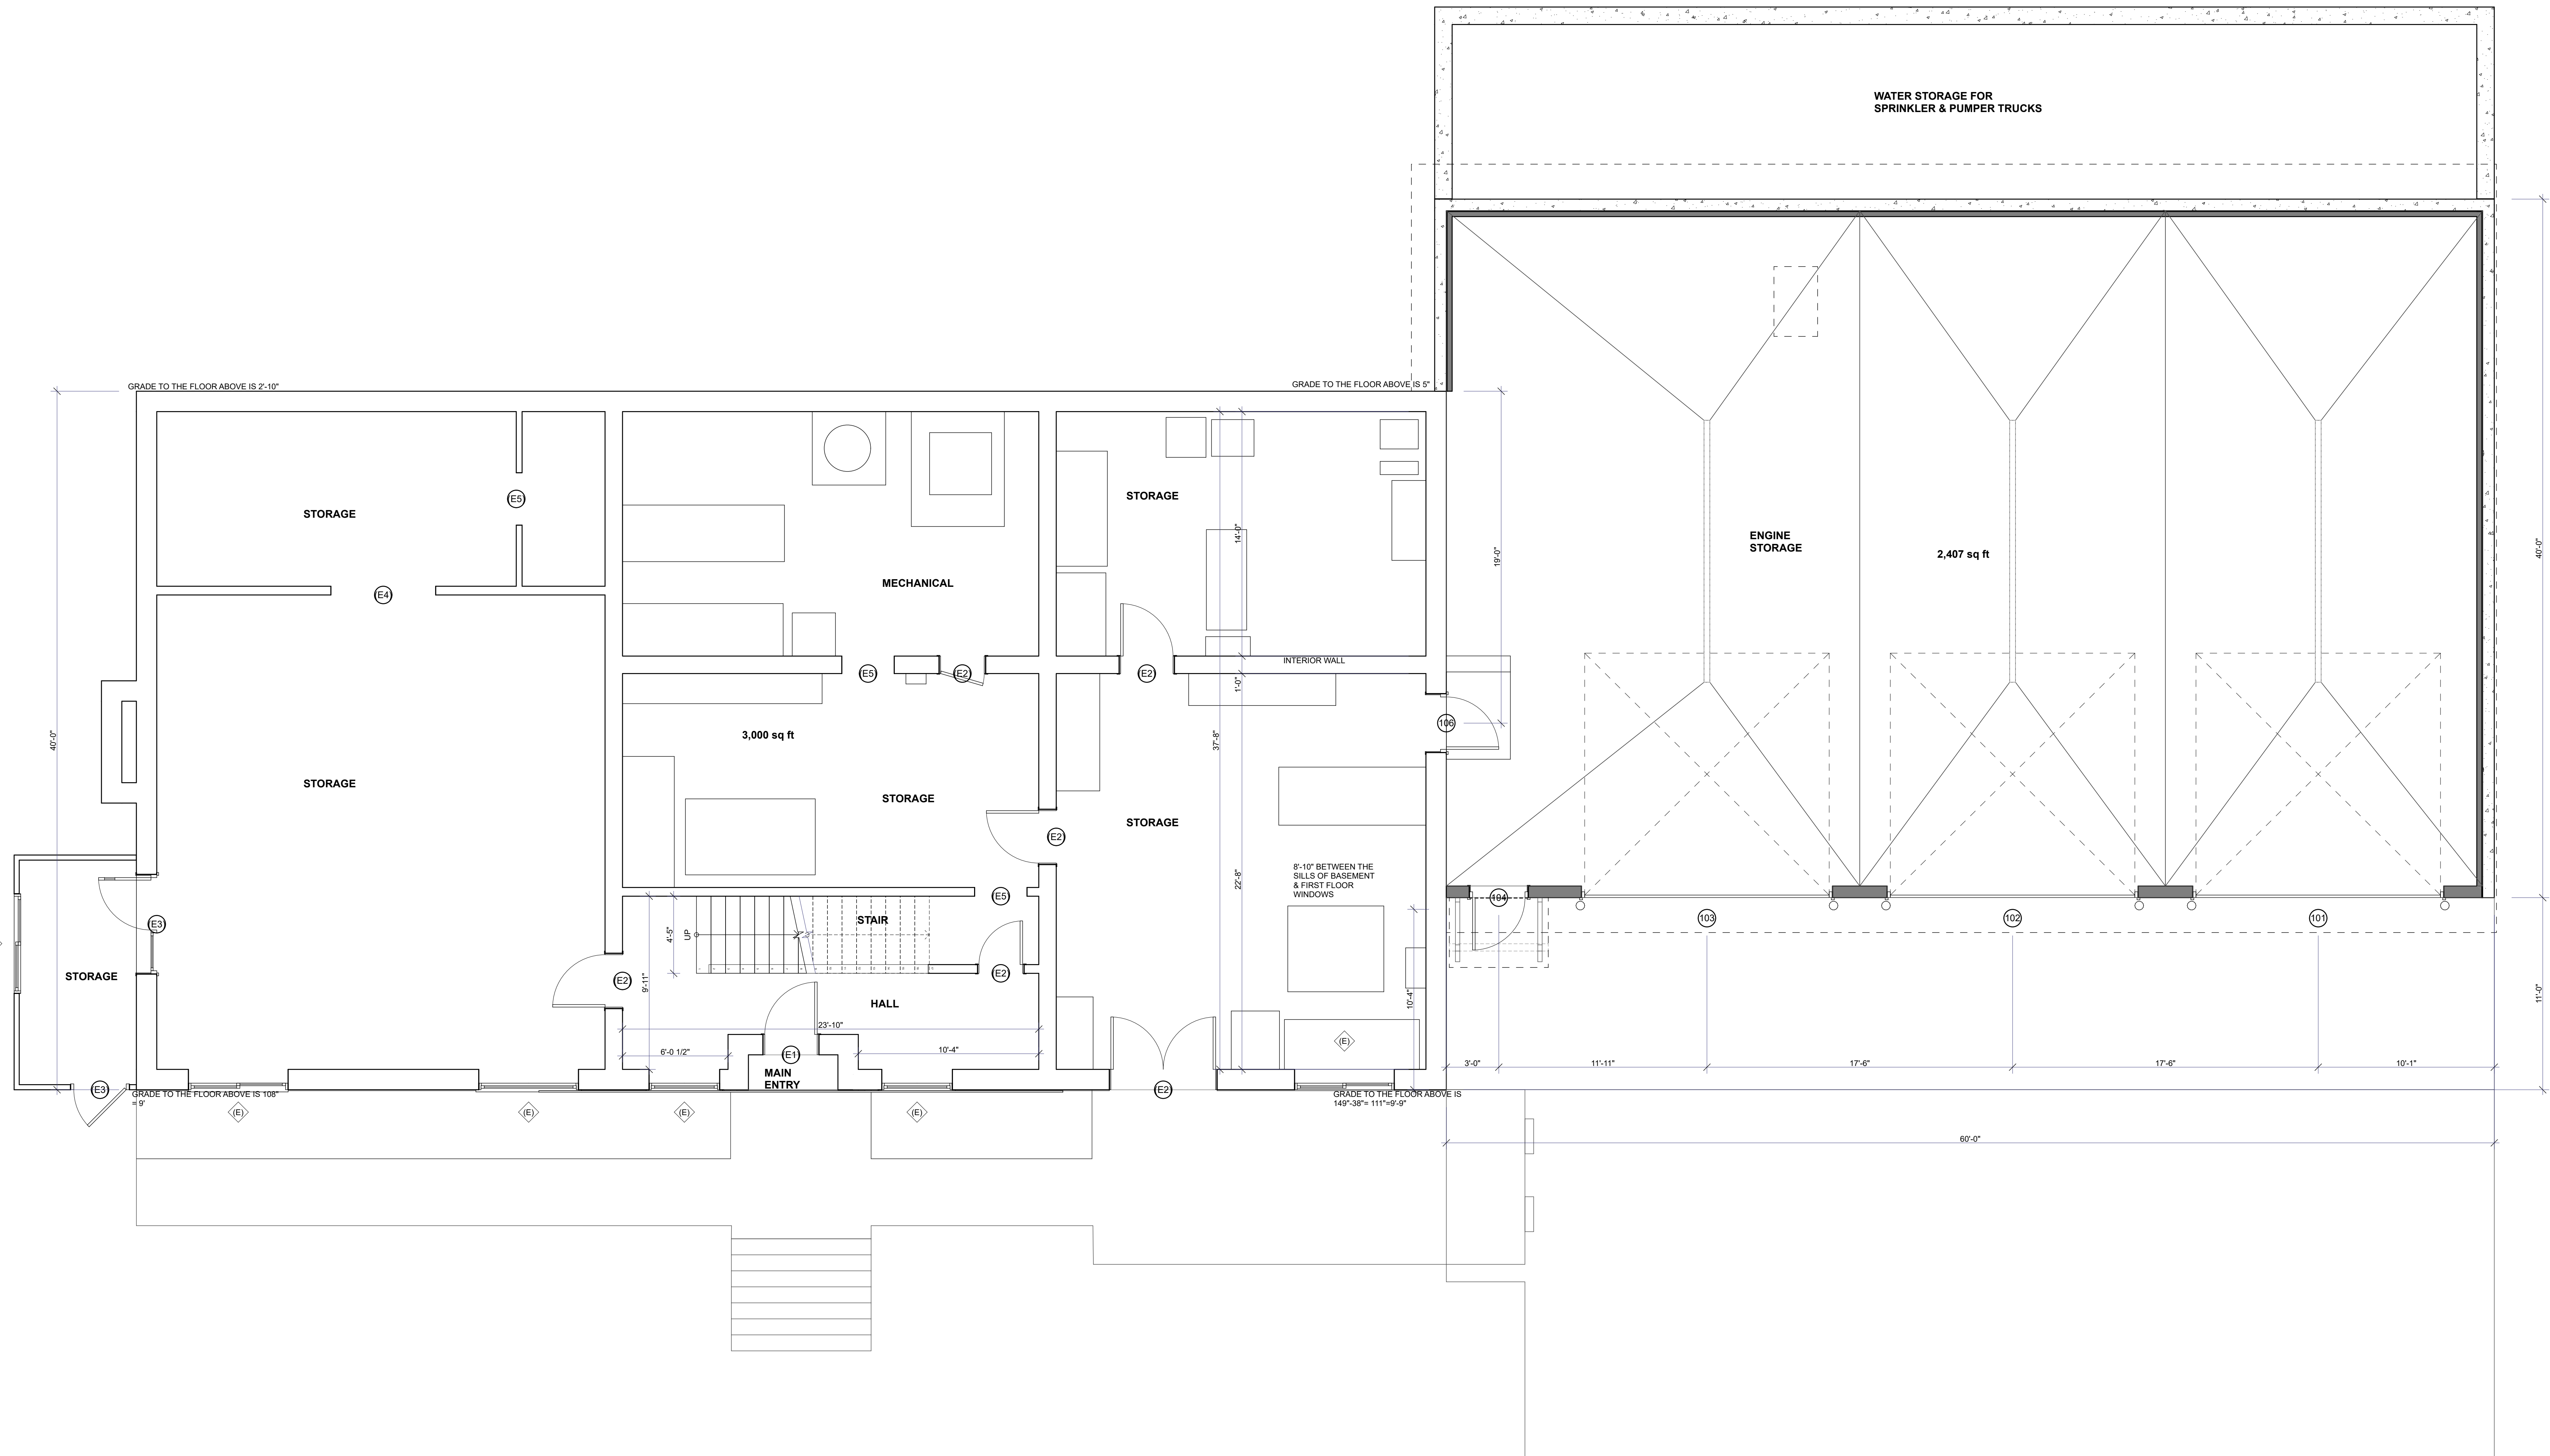 WATER STORAGE FOR
SPRINKLER & PUMPER TRUCKS
GRADE TO THE FLOOR ABOVE IS 2'-10"
GRADE TO THE FLOOR ABOVE IS 5"
STORAGE
E5
E4
MECHANICAL
STORAGE
14'-0"
19'-0"
ENGINE
STORAGE
2,407 sq ft
40'-0"
INTERIOR WALL
E5
E2
E2
1'-0"
106
40'-0"
37'-8"
3,000 sq ft
STORAGE
STORAGE
STORAGE
E2
8'-10" BETWEEN THE
SILLS OF BASEMENT
& FIRST FLOOR
WINDOWS
22'-8"
E5
104
E3
STAIR
UP
4'-5"
103
102
101
STORAGE
E2
9'-11"
E2
HALL
10'-4"
11'-0"
23'-10"
6'-0 1/2"
E1
10'-4"
(E)
MAIN
ENTRY
3'-0"
11'-11"
17'-6"
17'-6"
10'-1"
E3
E2
GRADE TO THE FLOOR ABOVE IS 108"
= 9'
GRADE TO THE FLOOR ABOVE IS
149"-38"= 111"=9'-9"
(E)
(E)
(E)
(E)
60'-0"